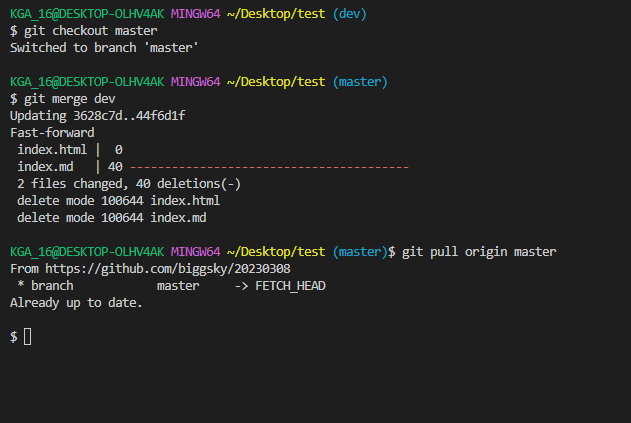 KGA_16@DESKTOP-OLHV4AK MINGW64 ~/Desktop/test (dev)
$ git checkout master
Switched to branch 'master'
KGA_16@DESKTOP-OLHV4AK MINGW64 ~/Desktop/test (master)
$ git merge dev
Updating 3628c7d..44f6d1f
Fast-forward
 index.html |  0
 index.md   | 40 ----------------------------------------
 2 files changed, 40 deletions(-)
 delete mode 100644 index.html
 delete mode 100644 index.md
KGA_16@DESKTOP-OLHV4AK MINGW64 ~/Desktop/test (master)$ git pull origin master
From https://github.com/biggsky/20230308
 * branch            master     -> FETCH_HEAD
Already up to date.
$